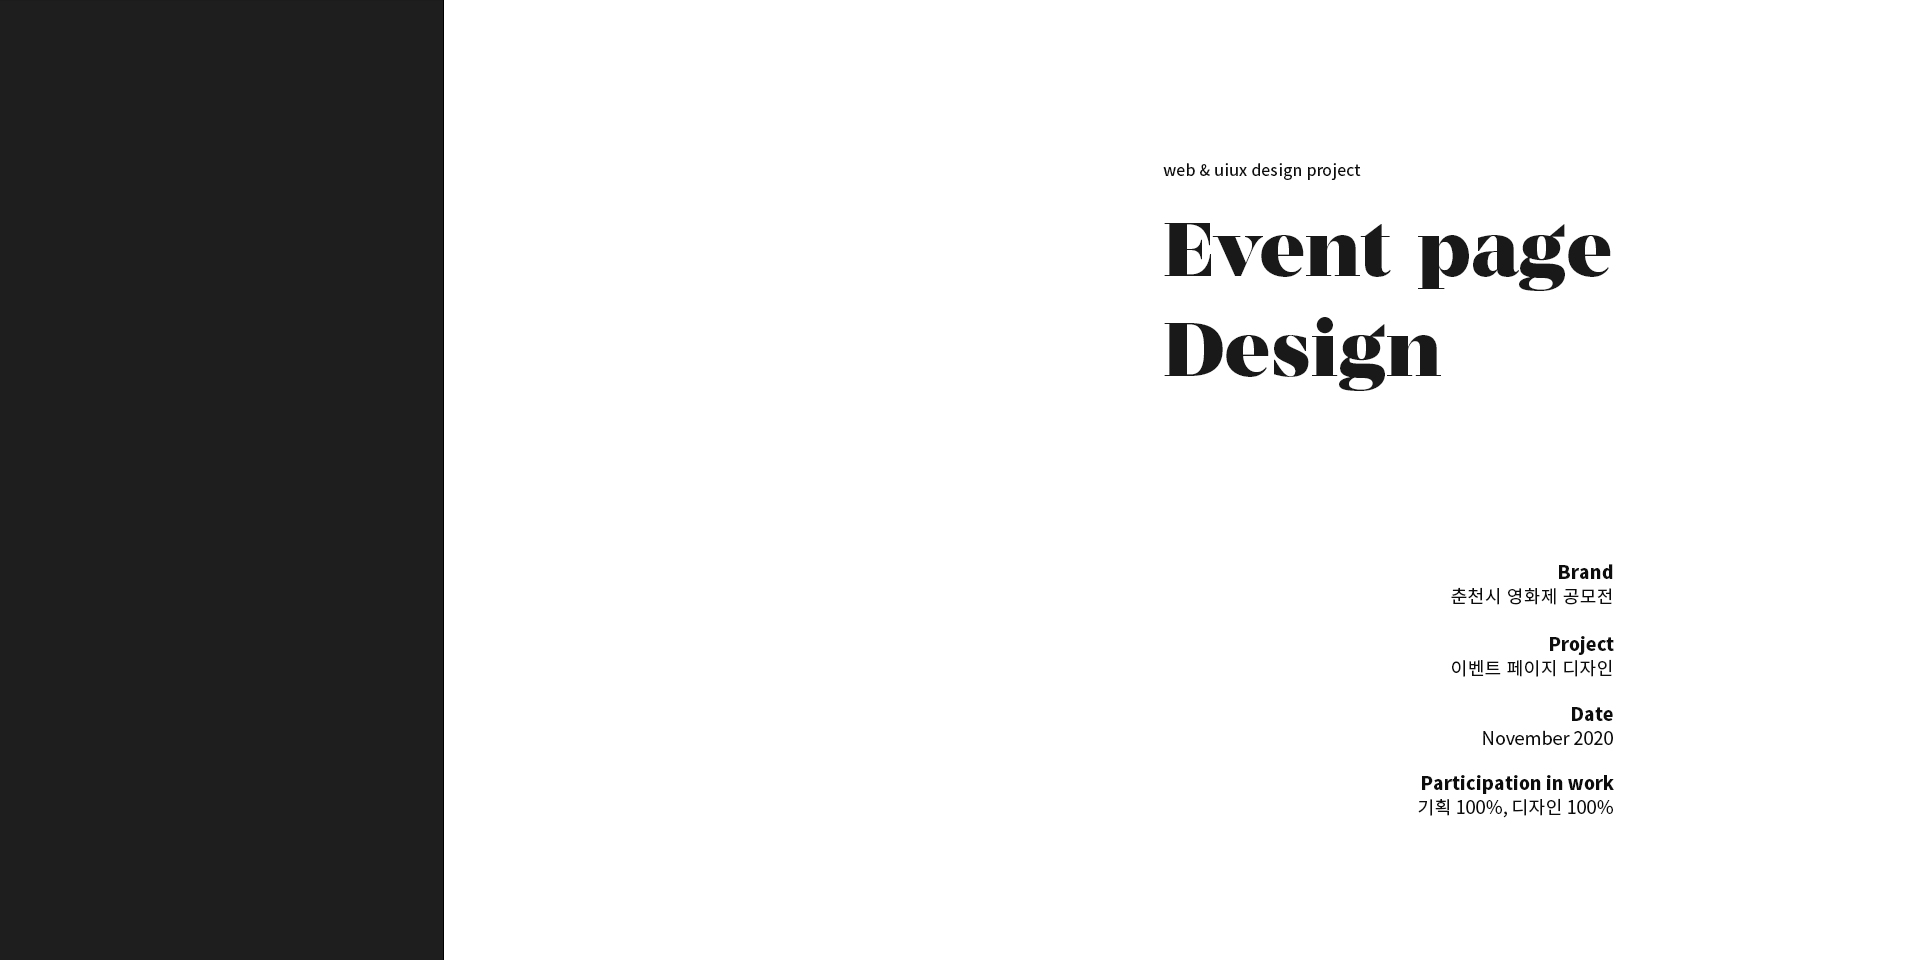 web & uiux design project
Event page
Design
Brand
춘천시 영화제 공모전
Project
이벤트 페이지 디자인
Date
November 2020
Participation in work
기획 100%, 디자인 100%